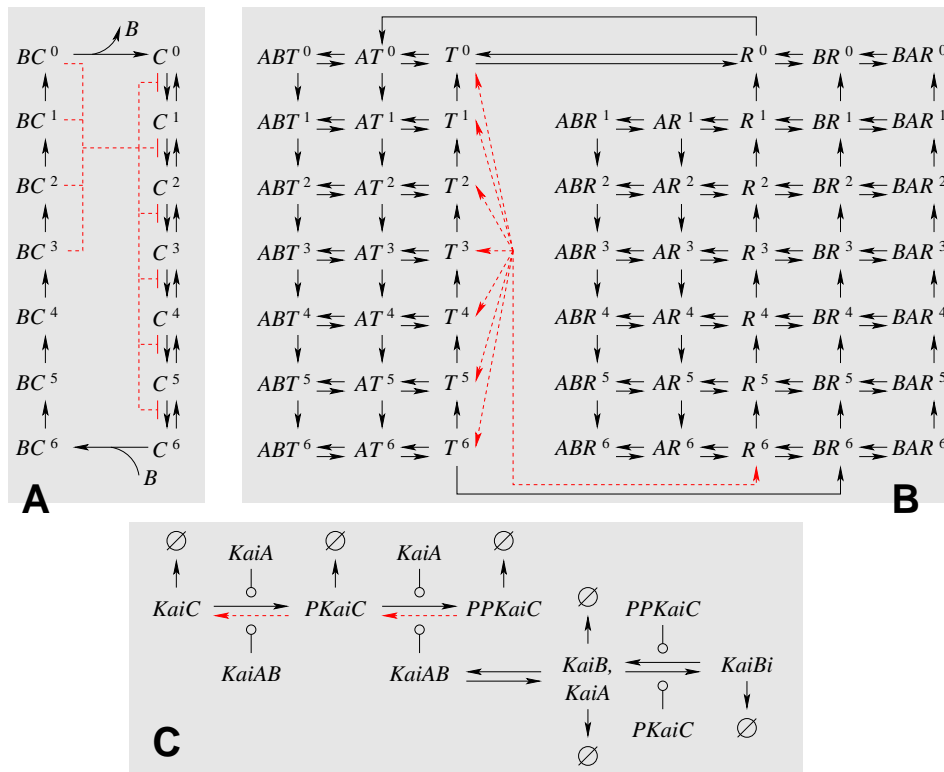 B
BC⁰ C⁰
BC¹ C¹
BC² C²
BC³ C³
BC⁴ C⁴
BC⁵ C⁵
BC⁶ C⁶
B
A
ABT⁰ AT⁰ T⁰ R⁰ BR⁰ BAR⁰
ABT¹ AT¹ T¹ ABR¹ AR¹ R¹ BR¹ BAR¹
ABT² AT² T² ABR² AR² R² BR² BAR²
ABT³ AT³ T³ ABR³ AR³ R³ BR³ BAR³
ABT⁴ AT⁴ T⁴ ABR⁴ AR⁴ R⁴ BR⁴ BAR⁴
ABT⁵ AT⁵ T⁵ ABR⁵ AR⁵ R⁵ BR⁵ BAR⁵
ABT⁶ AT⁶ T⁶ ABR⁶ AR⁶ R⁶ BR⁶ BAR⁶
B
∅ KaiA ∅ KaiA ∅
KaiC PKaiC PPKaiC
∅ PPKaiC
KaiAB KaiAB KaiB, KaiBi
KaiA
PKaiC ∅
∅
C